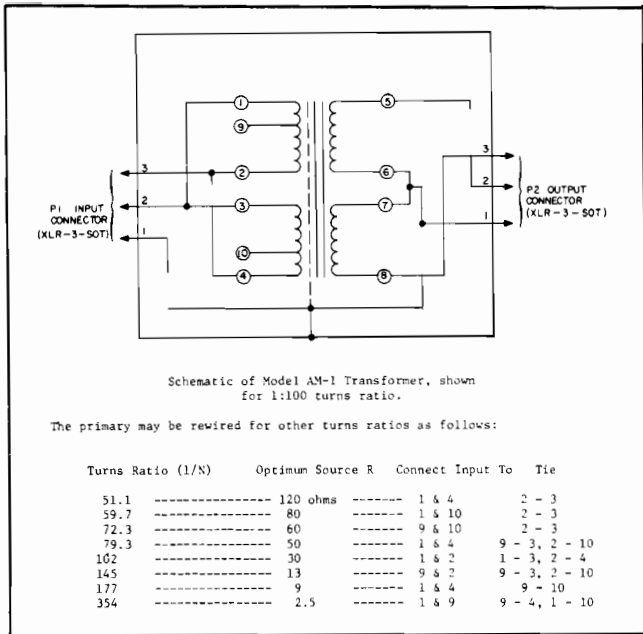 1
9
2
3
10
4
5
6
7
8
3
2
1
P1 INPUT
CONNECTOR
(XLR-3-SOT)
3
2
1
P2 OUTPUT
CONNECTOR
(XLR-3-SOT)
Schematic of Model AM-1 Transformer, shown
for 1:100 turns ratio.
The primary may be rewired for other turns ratios as follows:
Turns Ratio (1/N) Optimum Source R Connect Input To Tie
51.1 ---------------- 120 ohms ------- 1 & 4 2 - 3
59.7 ---------------- 80 ------- 1 & 10 2 - 3
72.3 ---------------- 60 ------- 9 & 10 2 - 3
79.3 ---------------- 50 ------- 1 & 4 9 - 3, 2 - 10
102 ---------------- 30 ------- 1 & 2 1 - 3, 2 - 4
145 ---------------- 13 ------- 9 & 2 9 - 3, 2 - 10
177 ---------------- 9 ------- 1 & 4 9 - 10
354 ---------------- 2.5 ------- 1 & 9 9 - 4, 1 - 10